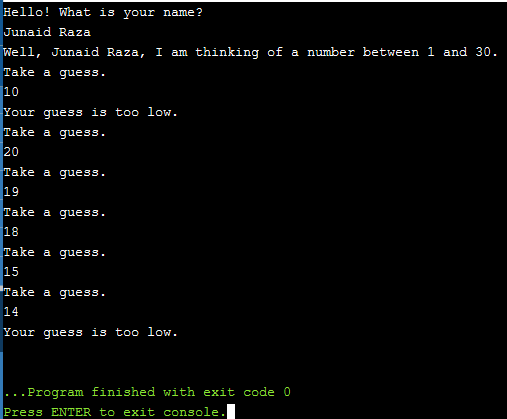 Hello! What is your name?
Junaid Raza
Well, Junaid Raza, I am thinking of a number between 1 and 30.
Take a guess.
10
Your guess is too low.
Take a guess.
20
Take a guess.
19
Take a guess.
18
Take a guess.
15
Take a guess.
14
Your guess is too low.
...Program finished with exit code 0
Press ENTER to exit console.